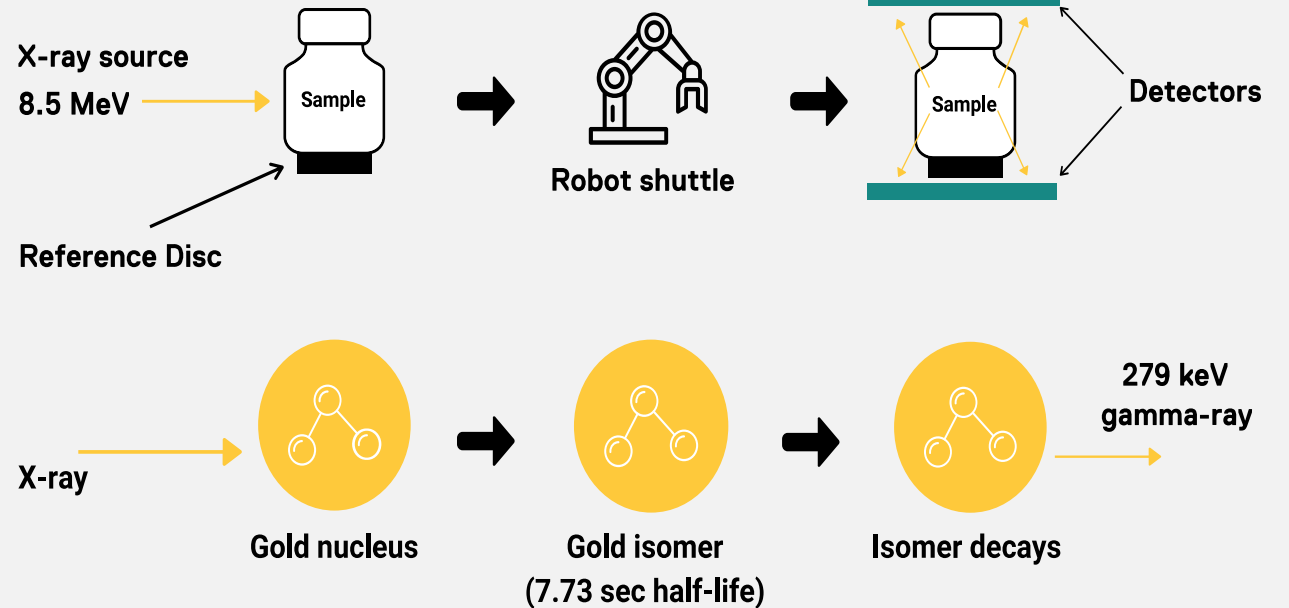 X-ray source
8.5 MeV
Sample
Reference Disc
Robot shuttle
Sample
Detectors
X-ray
Gold nucleus
Gold isomer
(7.73 sec half-life)
Isomer decays
279 keV
gamma-ray